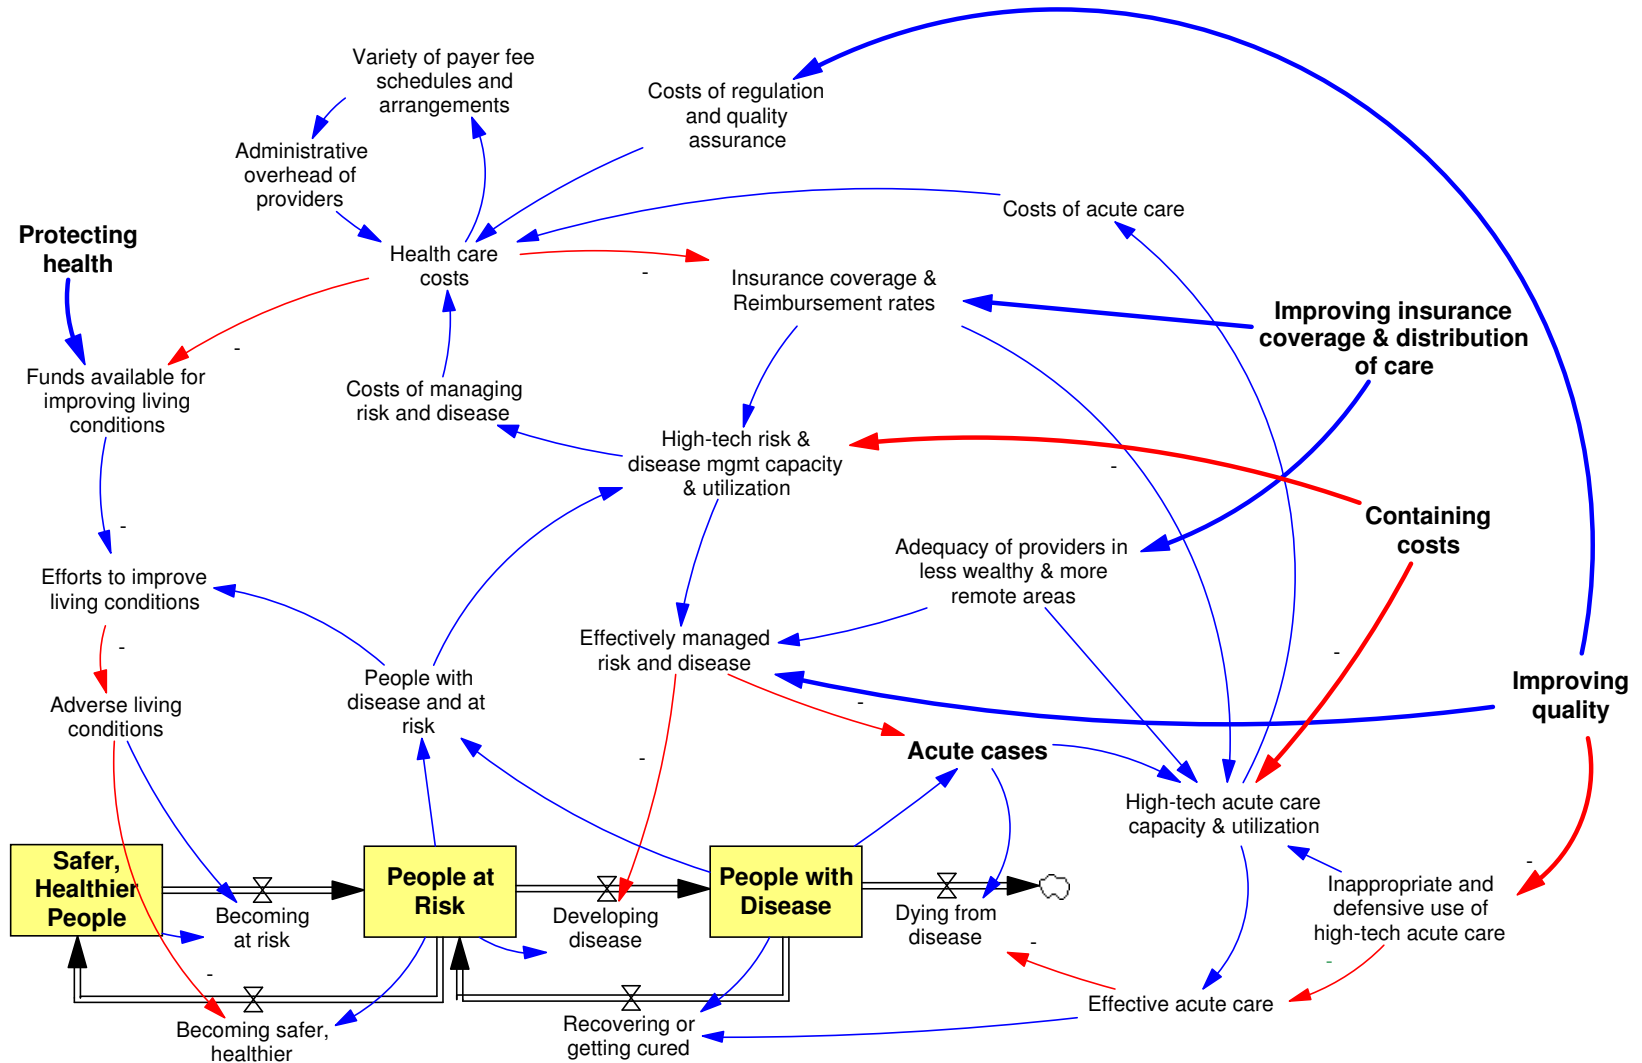 Variety of payer fee
schedules and
arrangements
Costs of regulation
and quality
assurance
Administrative
overhead of
providers
Costs of acute care
Protecting
health
Health care
costs
-
Insurance coverage &
Reimbursement rates
Improving insurance
coverage & distribution
of care
-
Funds available for
improving living
conditions
Costs of managing
risk and disease
High-tech risk &
disease mgmt capacity
& utilization
-
Containing
costs
-
Adequacy of providers in
less wealthy & more
remote areas
Efforts to improve
living conditions
-
Effectively managed
risk and disease
-
People with
disease and at
risk
Improving
quality
Adverse living
conditions
-
-
Acute cases
High-tech acute care
capacity & utilization
Safer,
Healthier
People
People at
Risk
People with
Disease
-
Becoming
at risk
Developing
disease
Dying from
disease
Inappropriate and
defensive use of
high-tech acute care
-
-
-
Effective acute care
Becoming safer,
healthier
Recovering or
getting cured